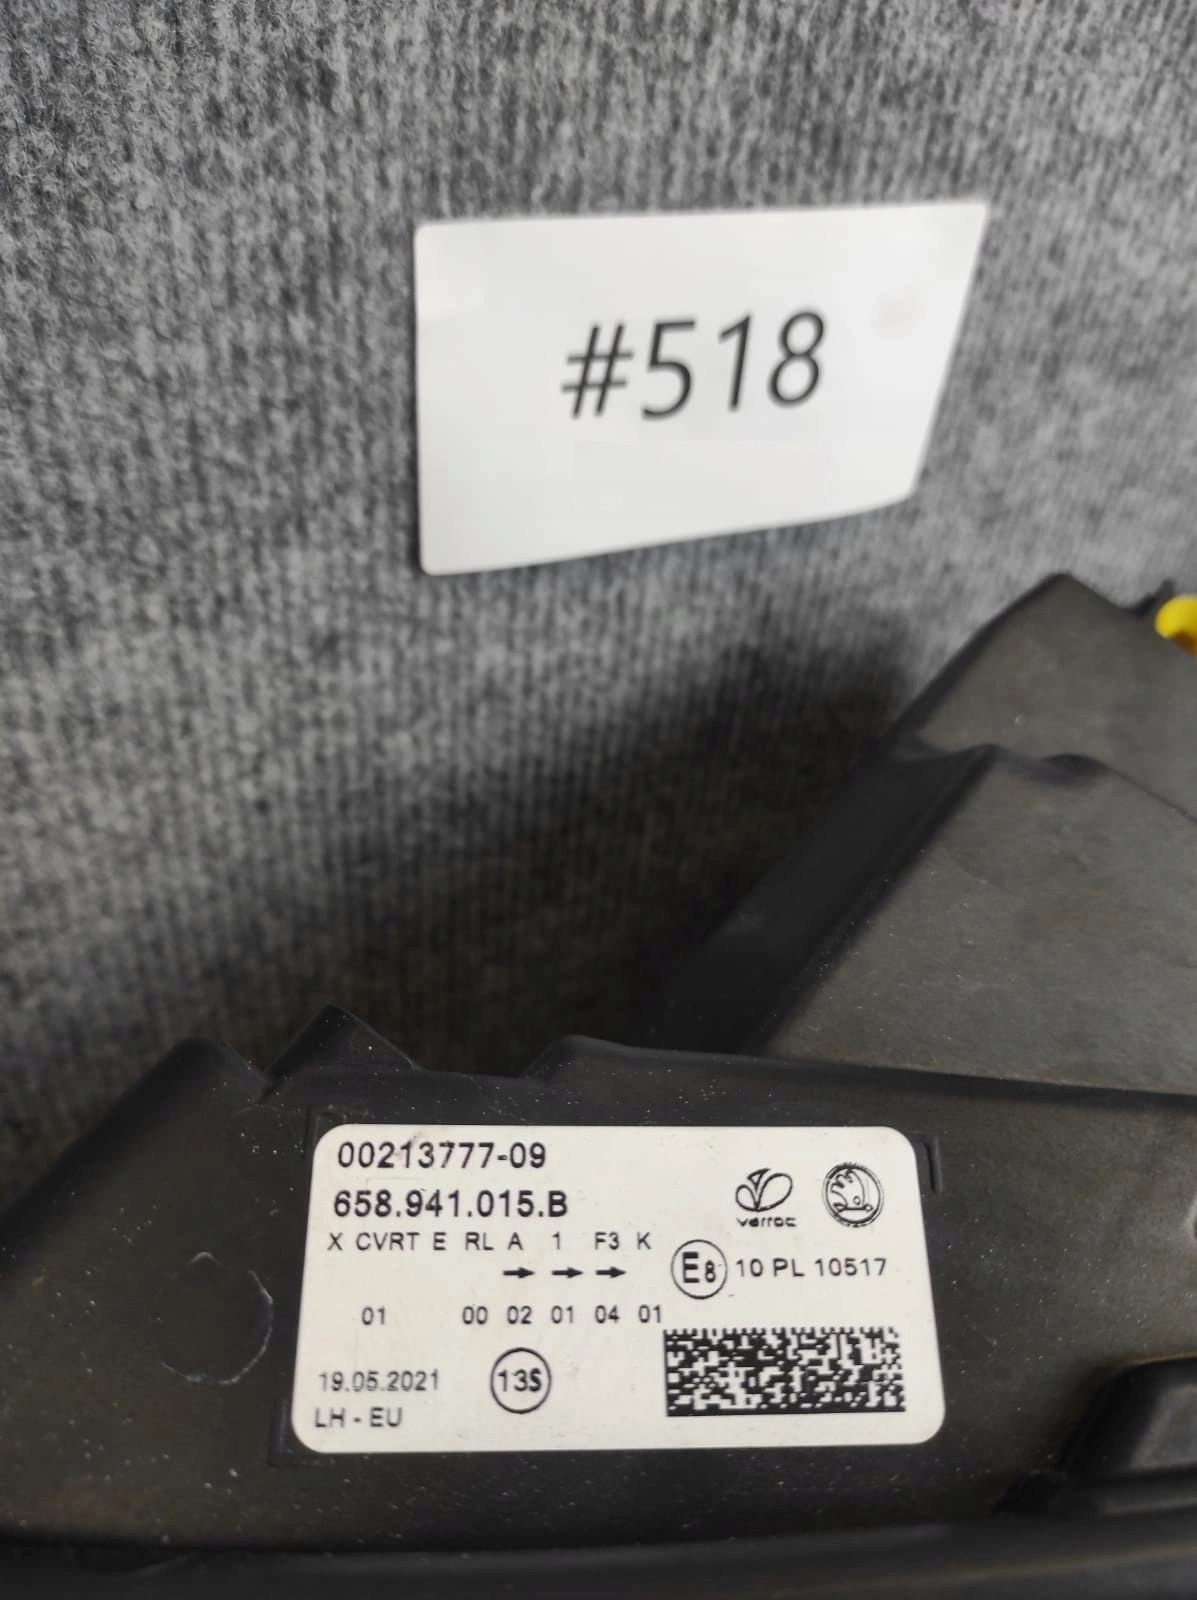 #518
00213777-09
658.941.015.B
varroc
X CVRT E RL A 1 F3 K
E8 10 PL 10517
01 00 02 01 04 01
19.05.2021
13S
LH - EU